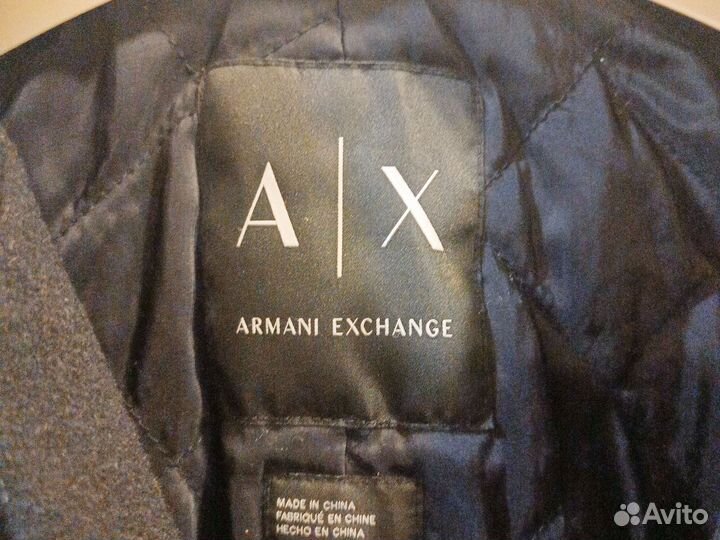 A|X
ARMANI EXCHANGE
MADE IN CHINA
FABRIQUÉ EN CHINE
HECHO EN CHINA
Avito